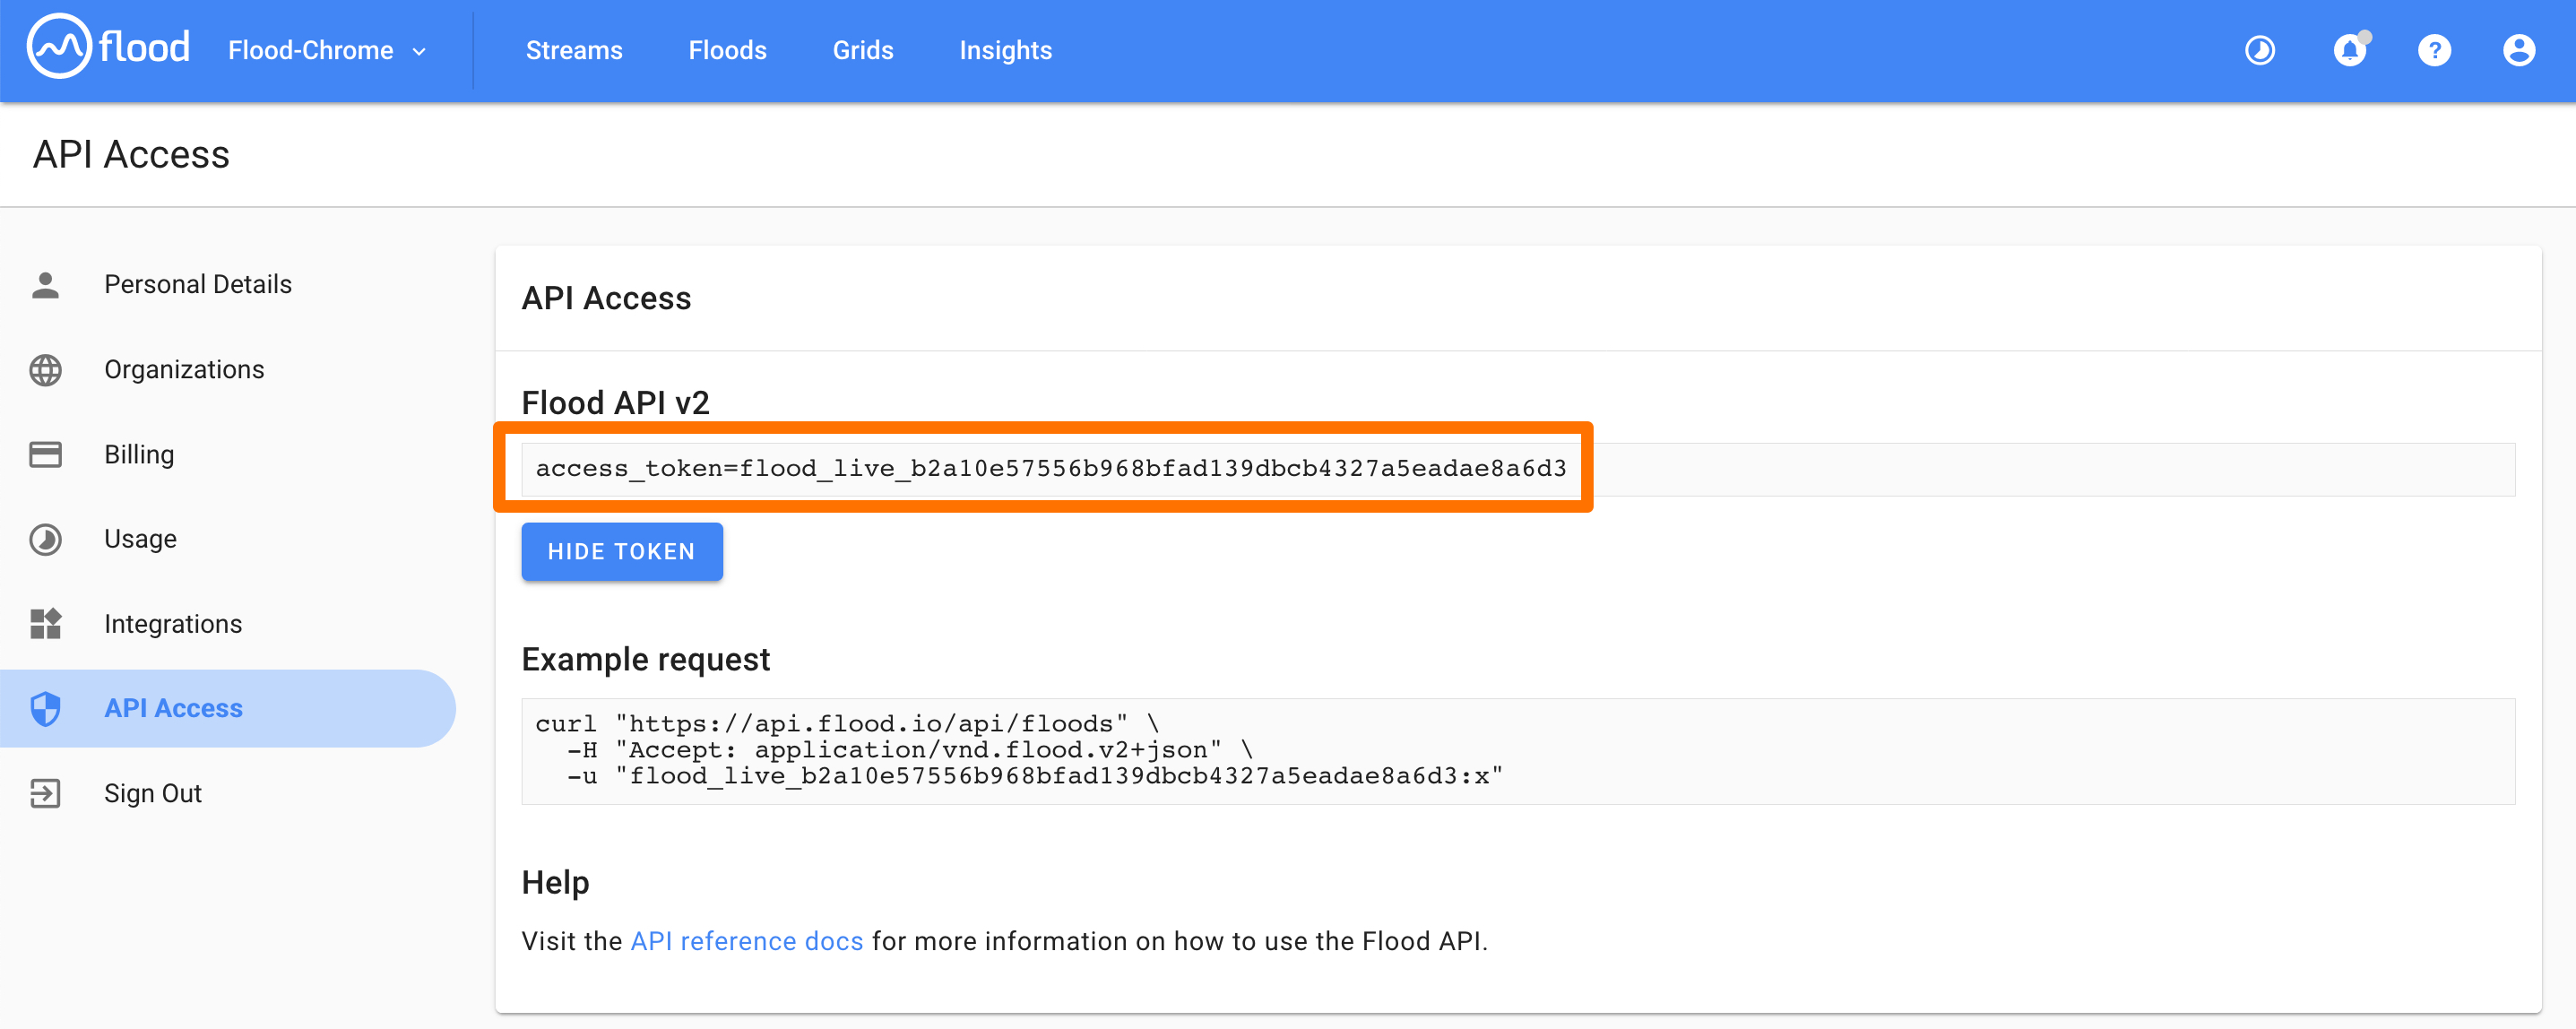 flood
Flood-Chrome
Streams
Floods
Grids
Insights
?
API Access
Personal Details
Organizations
Billing
Usage
Integrations
API Access
Sign Out
API Access
Flood API v2
access_token=flood_live_b2a10e57556b968bfad139dbcb4327a5eadae8a6d3
HIDE TOKEN
Example request
curl "https://api.flood.io/api/floods" \
-H "Accept: application/vnd.flood.v2+json" \
-u "flood_live_b2a10e57556b968bfad139dbcb4327a5eadae8a6d3:x"
Help
Visit the API reference docs for more information on how to use the Flood API.